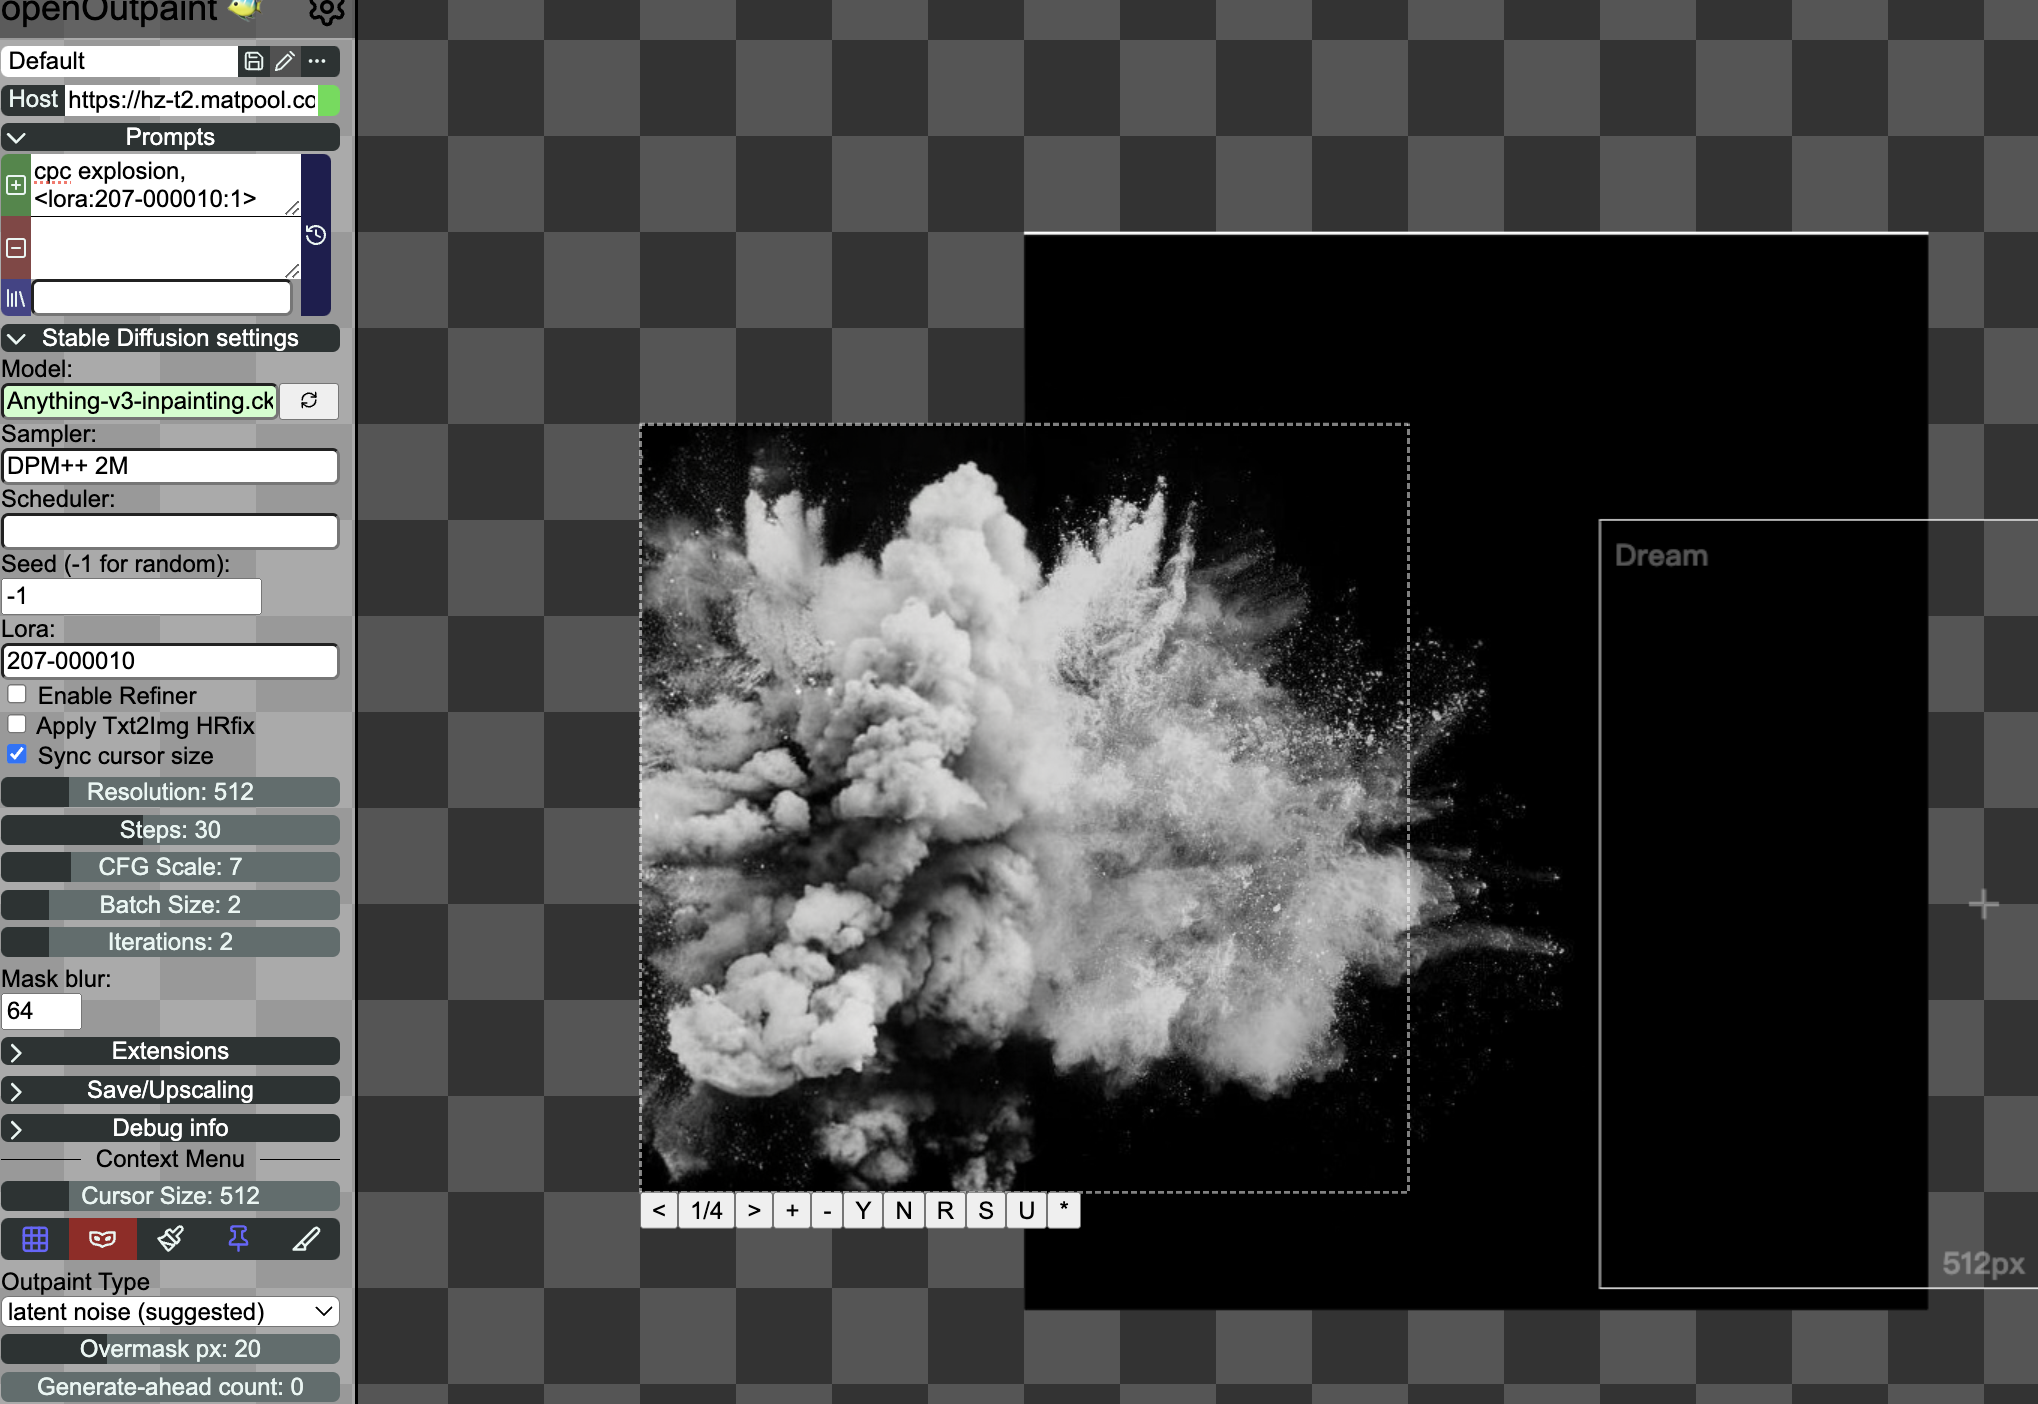 openOutpaint
Default
Host https://hz-t2.matpool.co
Prompts
cpc explosion,
<lora:207-000010:1>
Stable Diffusion settings
Model:
Anything-v3-inpainting.ck
Sampler:
DPM++ 2M
Scheduler:
Seed (-1 for random):
-1
Lora:
207-000010
Enable Refiner
Apply Txt2Img HRfix
Sync cursor size
Resolution: 512
Steps: 30
CFG Scale: 7
Batch Size: 2
Iterations: 2
Mask blur:
64
Extensions
Save/Upscaling
Debug info
Context Menu
Cursor Size: 512
Outpaint Type
latent noise (suggested)
Overmask px: 20
Generate-ahead count: 0
Dream
512px
< 1/4 > + - Y N R S U *